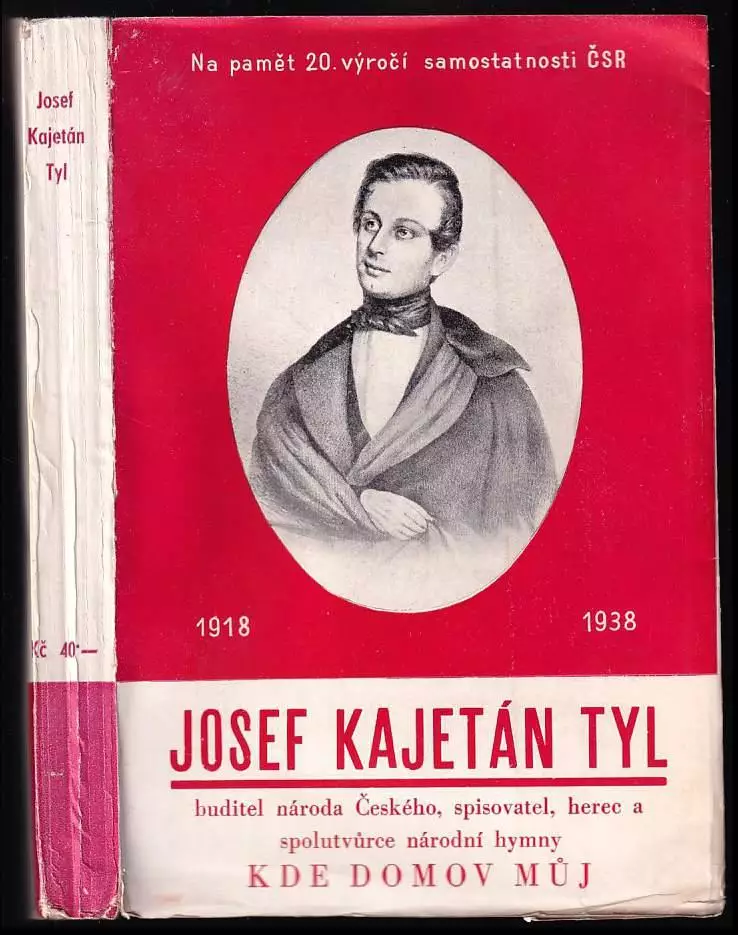 Josef
Kajetán
Tyl
Kč 40·—
Na pamět 20. výročí samostatnosti ČSR
1918
1938
JOSEF KAJETÁN TYL
buditel národa Českého, spisovatel, herec a
spolutvůrce národní hymny
KDE DOMOV MŮJ